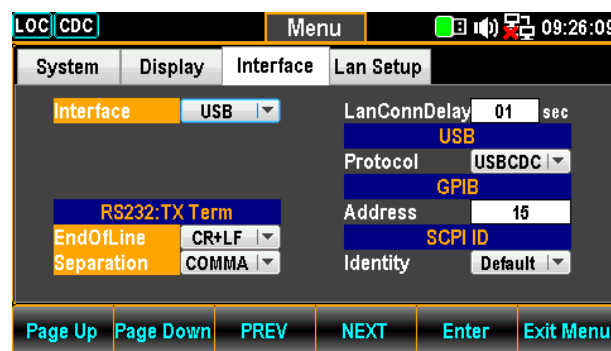 LOC CDC Menu 09:26:09
System Display Interface Lan Setup
Interface USB LanConnDelay 01 sec
USB
Protocol USBCDC
GPIB
RS232:TX Term Address 15
EndOfLine CR+LF SCPI ID
Separation COMMA Identity Default
Page Up Page Down PREV NEXT Enter Exit Menu